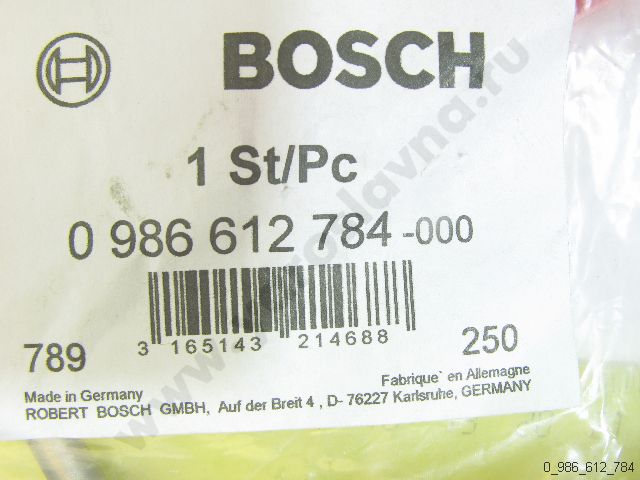 BOSCH
1 St/Pc
0 986 612 784-000
789
3 165143 214688
250
Made in Germany
Fabrique` en Allemagne
ROBERT BOSCH GMBH, Auf der Breit 4 , D- 76227 Karlsruhe, GERMANY
0_986_612_784